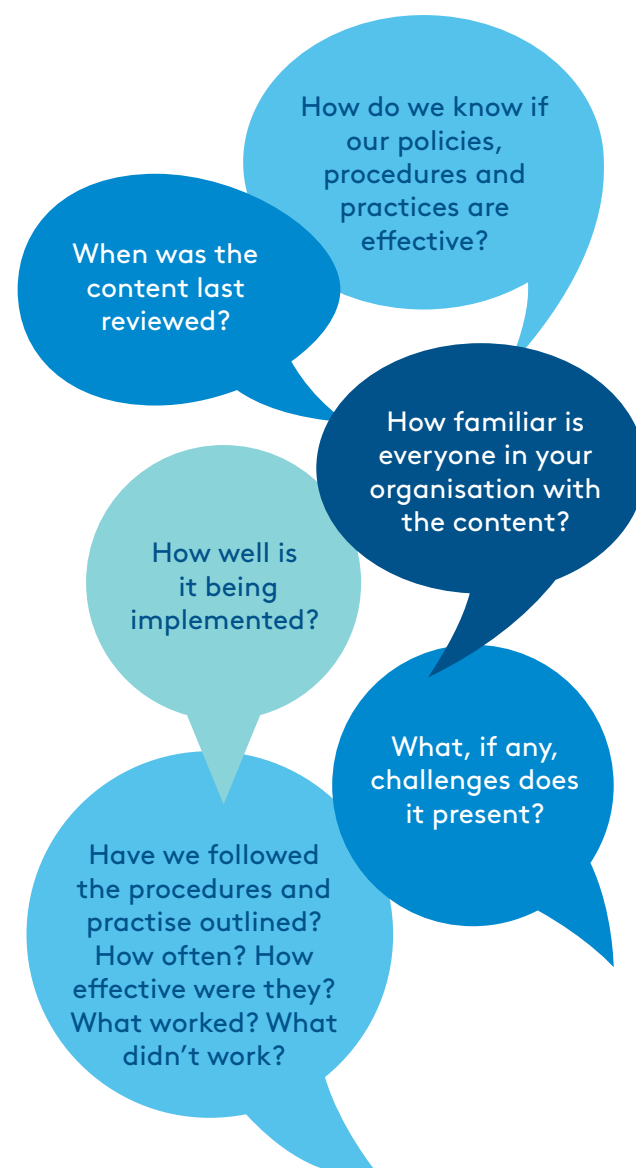 How do we know if
our policies,
procedures and
practices are
effective?
When was the
content last
reviewed?
How familiar is
everyone in your
organisation with
the content?
How well is
it being
implemented?
What, if any,
challenges does
it present?
Have we followed
the procedures and
practise outlined?
How often? How
effective were they?
What worked? What
didn’t work?